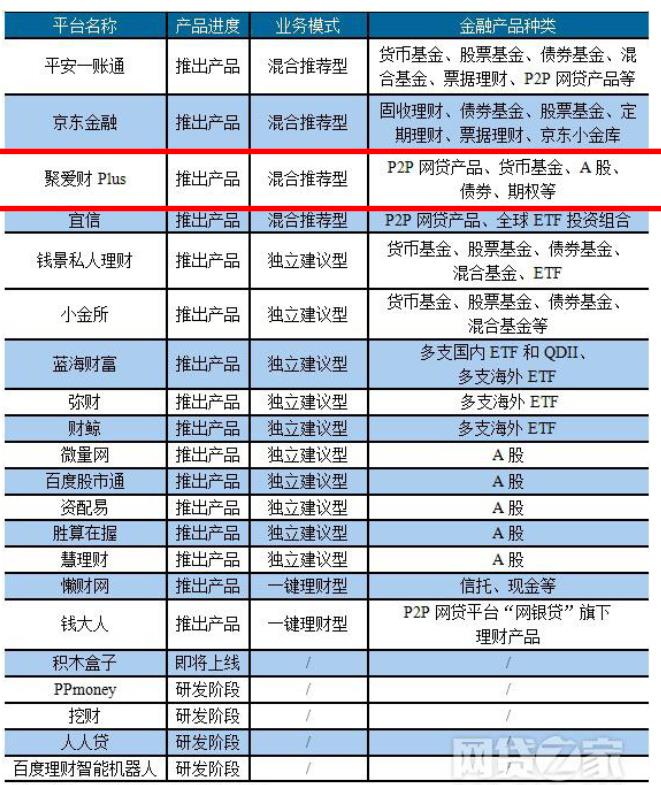 平台名称 产品进度 业务模式 金融产品种类
平安一账通 推出产品 混合推荐型 货币基金、股票基金、债券基金、混
合基金、票据理财、P2P 网贷产品等
京东金融 推出产品 混合推荐型 固收理财、债券基金、股票基金、定
期理财、票据理财、京东小金库
聚爱财 Plus 推出产品 混合推荐型 P2P 网贷产品、货币基金、A 股、
债券、期权等
宜信 推出产品 混合推荐型 P2P 网贷产品、全球 ETF 投资组合
钱景私人理财 推出产品 独立建议型 货币基金、股票基金、债券基金、
混合基金、ETF
小金所 推出产品 独立建议型 货币基金、股票基金、债券基金、
混合基金等
蓝海财富 推出产品 独立建议型 多支国内 ETF 和 QDII、
多支海外 ETF
弥财 推出产品 独立建议型 多支海外 ETF
财鲸 推出产品 独立建议型 多支海外 ETF
微量网 推出产品 独立建议型 A 股
百度股市通 推出产品 独立建议型 A 股
资配易 推出产品 独立建议型 A 股
胜算在握 推出产品 独立建议型 A 股
慧理财 推出产品 独立建议型 A 股
懒财网 推出产品 一键理财型 信托、现金等
钱大人 推出产品 一键理财型 P2P 网贷平台“网银贷”旗下
理财产品
积木盒子 即将上线 / /
PPmoney 研发阶段 / /
挖财 研发阶段 / /
人人贷 研发阶段 / /
百度理财智能机器人 研发阶段 / /
网贷之家